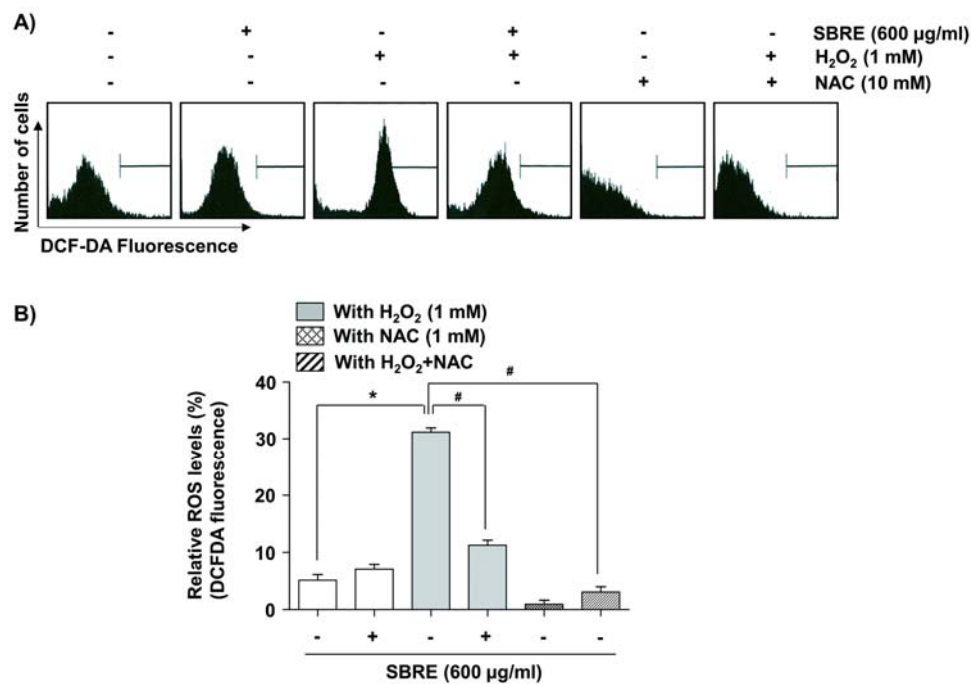 A)
- + - + - - SBRE (600 µg/ml)
- - + + - + H₂O₂ (1 mM)
- - - - + + NAC (10 mM)
Number of cells
DCF-DA Fluorescence
B)
With H₂O₂ (1 mM)
With NAC (1 mM)
With H₂O₂+NAC
Relative ROS levels (%)
(DCFDA fluorescence)
40
30
20
10
0
*
#
#
- + - + - -
SBRE (600 µg/ml)